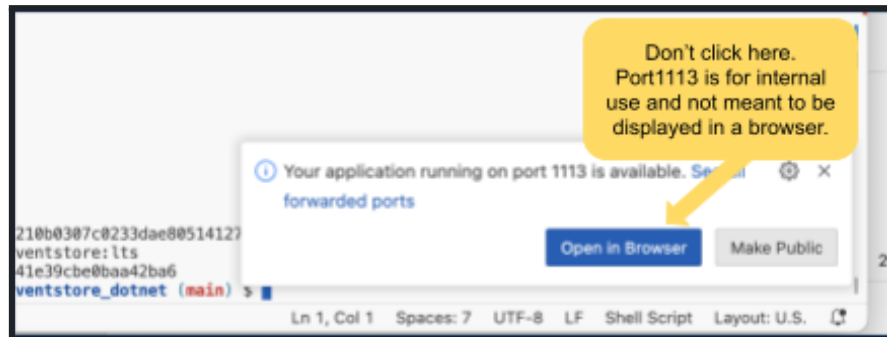 Don't click here.
Port1113 is for internal
use and not meant to be
displayed in a browser.
Your application running on port 1113 is available.
forwarded ports
210b0307c0233dae80514127
ventstore:lts
41e39cbe0baa42ba6
Open in Browser Make Public
ventstore_dotnet (main) $
2
Ln 1, Col 1 Spaces: 7 UTF-8 LF Shell Script Layout: U.S.